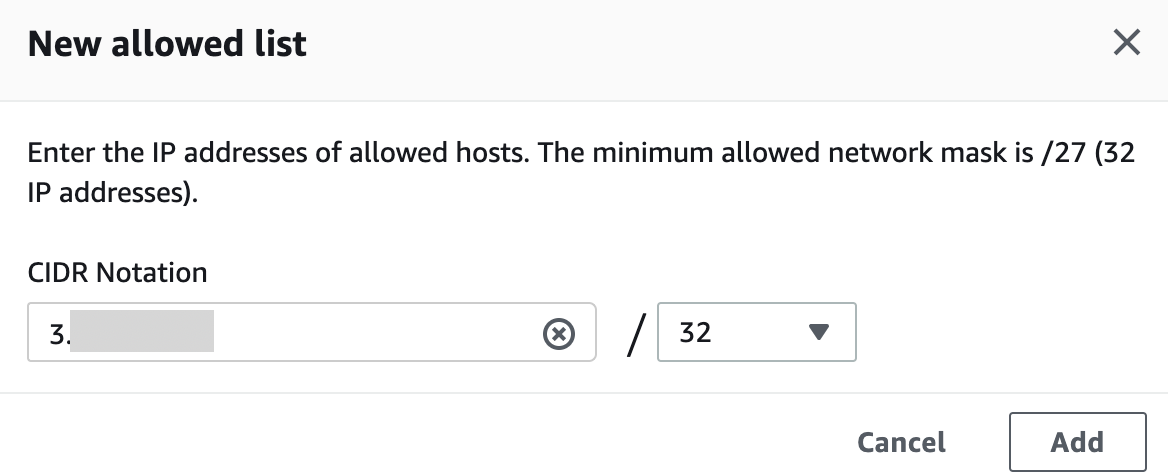 New allowed list
Enter the IP addresses of allowed hosts. The minimum allowed network mask is /27 (32
IP addresses).
CIDR Notation
3. / 32
Cancel Add